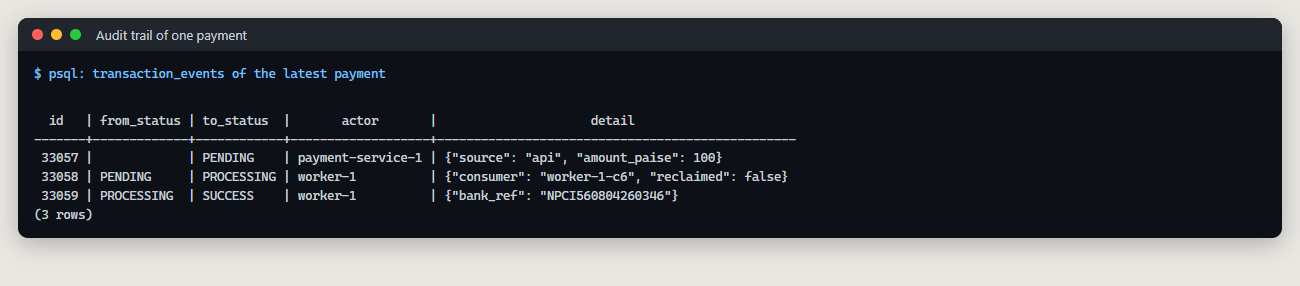 Audit trail of one payment
$ psql: transaction_events of the latest payment
  id   | from_status | to_status  |      actor        |                     detail
-------+-------------+------------+-------------------+-------------------------------------------------
 33057 |             | PENDING    | payment-service-1 | {"source": "api", "amount_paise": 100}
 33058 | PENDING     | PROCESSING | worker-1          | {"consumer": "worker-1-c6", "reclaimed": false}
 33059 | PROCESSING  | SUCCESS    | worker-1          | {"bank_ref": "NPCI560804260346"}
(3 rows)